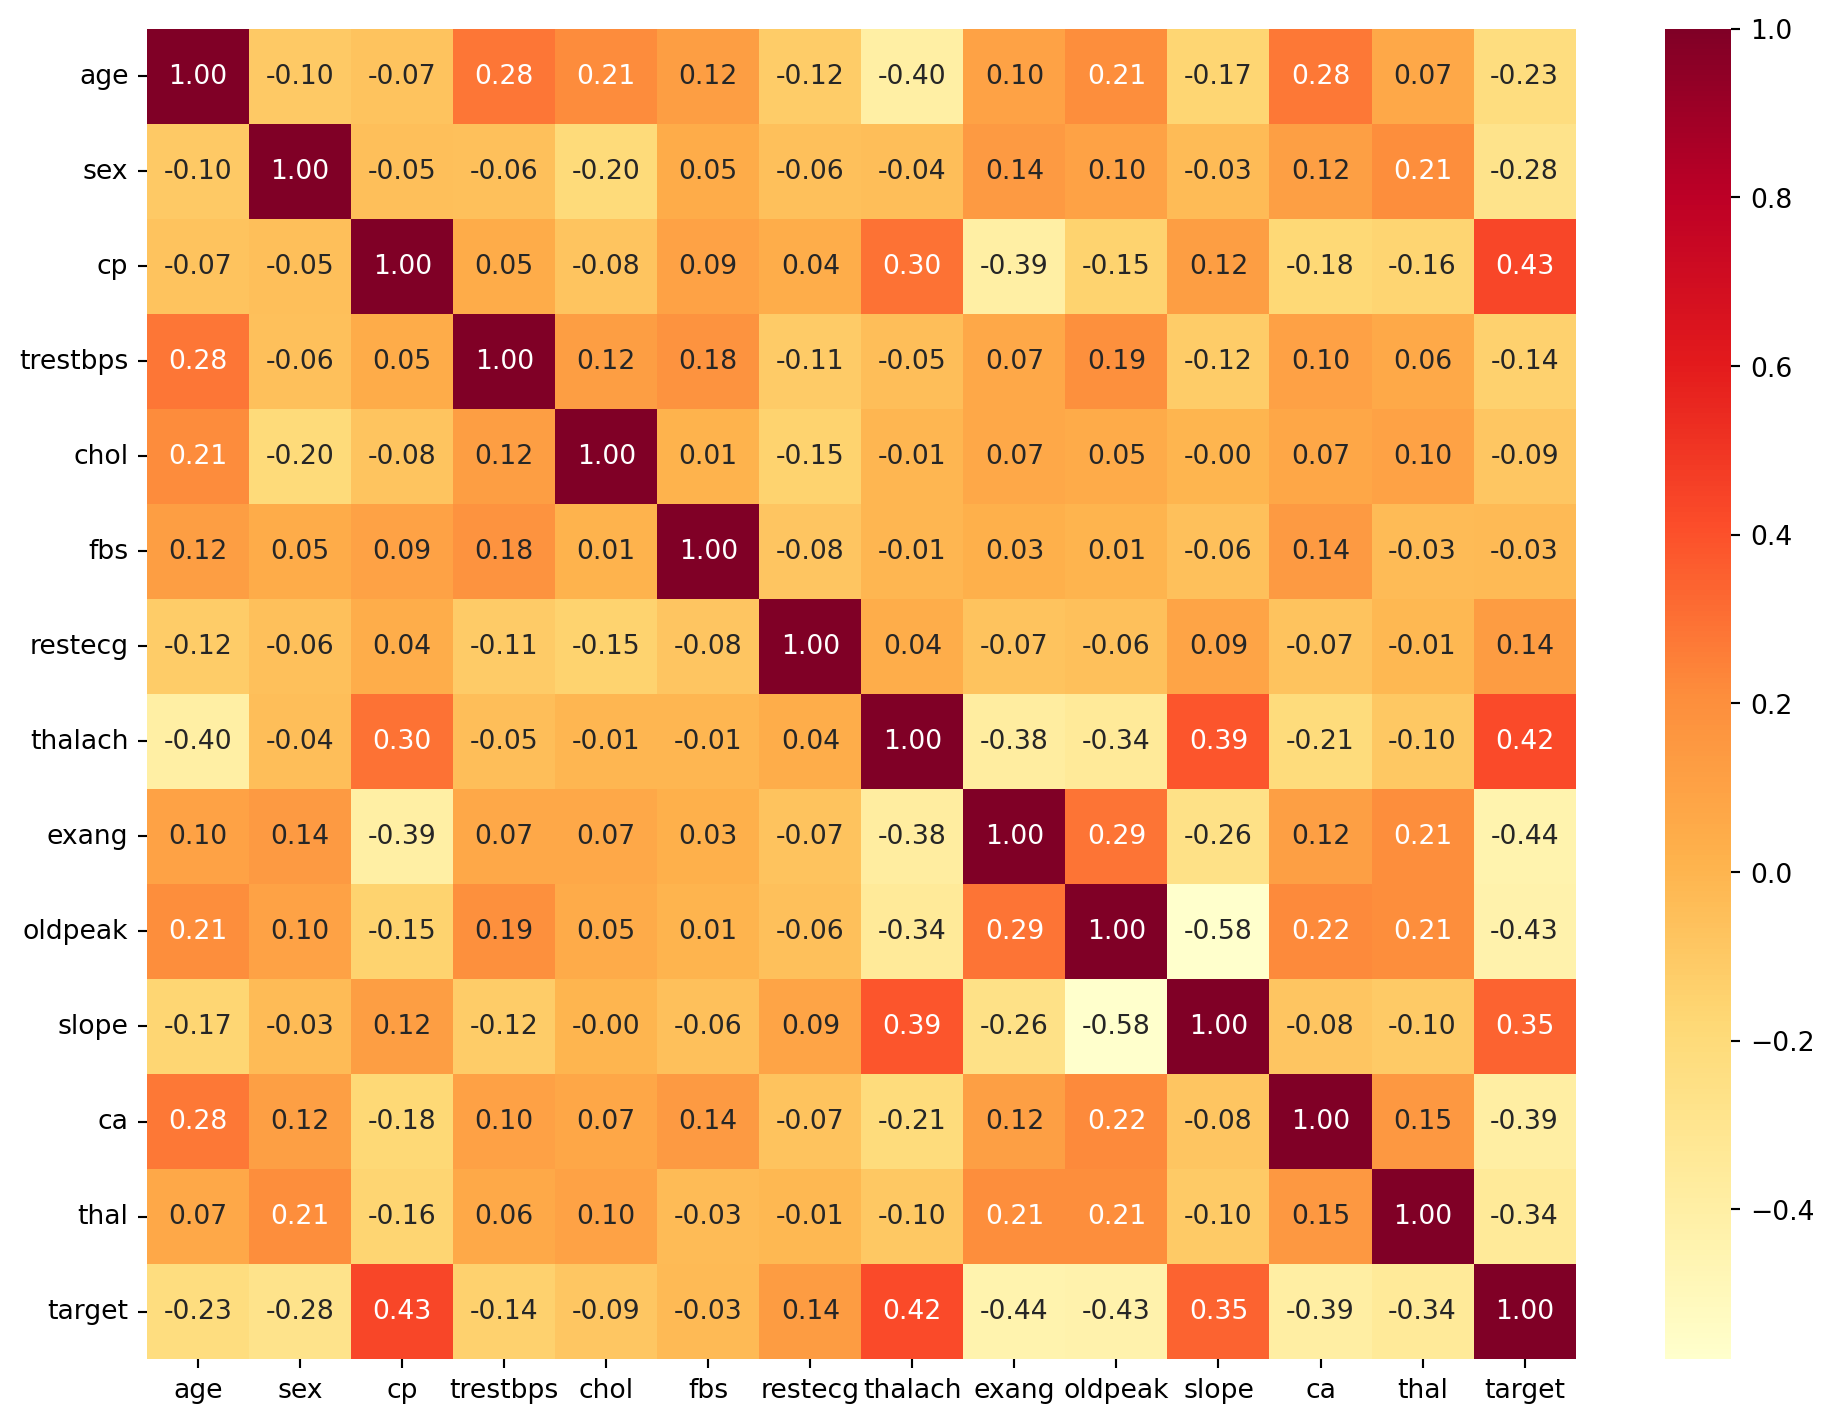 1.0
age 1.00 -0.10 -0.07 0.28 0.21 0.12 -0.12 -0.40 0.10 0.21 -0.17 0.28 0.07 -0.23
sex -0.10 1.00 -0.05 -0.06 -0.20 0.05 -0.06 -0.04 0.14 0.10 -0.03 0.12 0.21 -0.28
0.8
cp -0.07 -0.05 1.00 0.05 -0.08 0.09 0.04 0.30 -0.39 -0.15 0.12 -0.18 -0.16 0.43
trestbps 0.28 -0.06 0.05 1.00 0.12 0.18 -0.11 -0.05 0.07 0.19 -0.12 0.10 0.06 -0.14
0.6
chol 0.21 -0.20 -0.08 0.12 1.00 0.01 -0.15 -0.01 0.07 0.05 -0.00 0.07 0.10 -0.09
0.4
fbs 0.12 0.05 0.09 0.18 0.01 1.00 -0.08 -0.01 0.03 0.01 -0.06 0.14 -0.03 -0.03
restecg -0.12 -0.06 0.04 -0.11 -0.15 -0.08 1.00 0.04 -0.07 -0.06 0.09 -0.07 -0.01 0.14
0.2
thalach -0.40 -0.04 0.30 -0.05 -0.01 -0.01 0.04 1.00 -0.38 -0.34 0.39 -0.21 -0.10 0.42
exang 0.10 0.14 -0.39 0.07 0.07 0.03 -0.07 -0.38 1.00 0.29 -0.26 0.12 0.21 -0.44
0.0
oldpeak 0.21 0.10 -0.15 0.19 0.05 0.01 -0.06 -0.34 0.29 1.00 -0.58 0.22 0.21 -0.43
slope -0.17 -0.03 0.12 -0.12 -0.00 -0.06 0.09 0.39 -0.26 -0.58 1.00 -0.08 -0.10 0.35
−0.2
ca 0.28 0.12 -0.18 0.10 0.07 0.14 -0.07 -0.21 0.12 0.22 -0.08 1.00 0.15 -0.39
thal 0.07 0.21 -0.16 0.06 0.10 -0.03 -0.01 -0.10 0.21 0.21 -0.10 0.15 1.00 -0.34
−0.4
target -0.23 -0.28 0.43 -0.14 -0.09 -0.03 0.14 0.42 -0.44 -0.43 0.35 -0.39 -0.34 1.00
age sex cp trestbps chol fbs restecg thalach exang oldpeak slope ca thal target